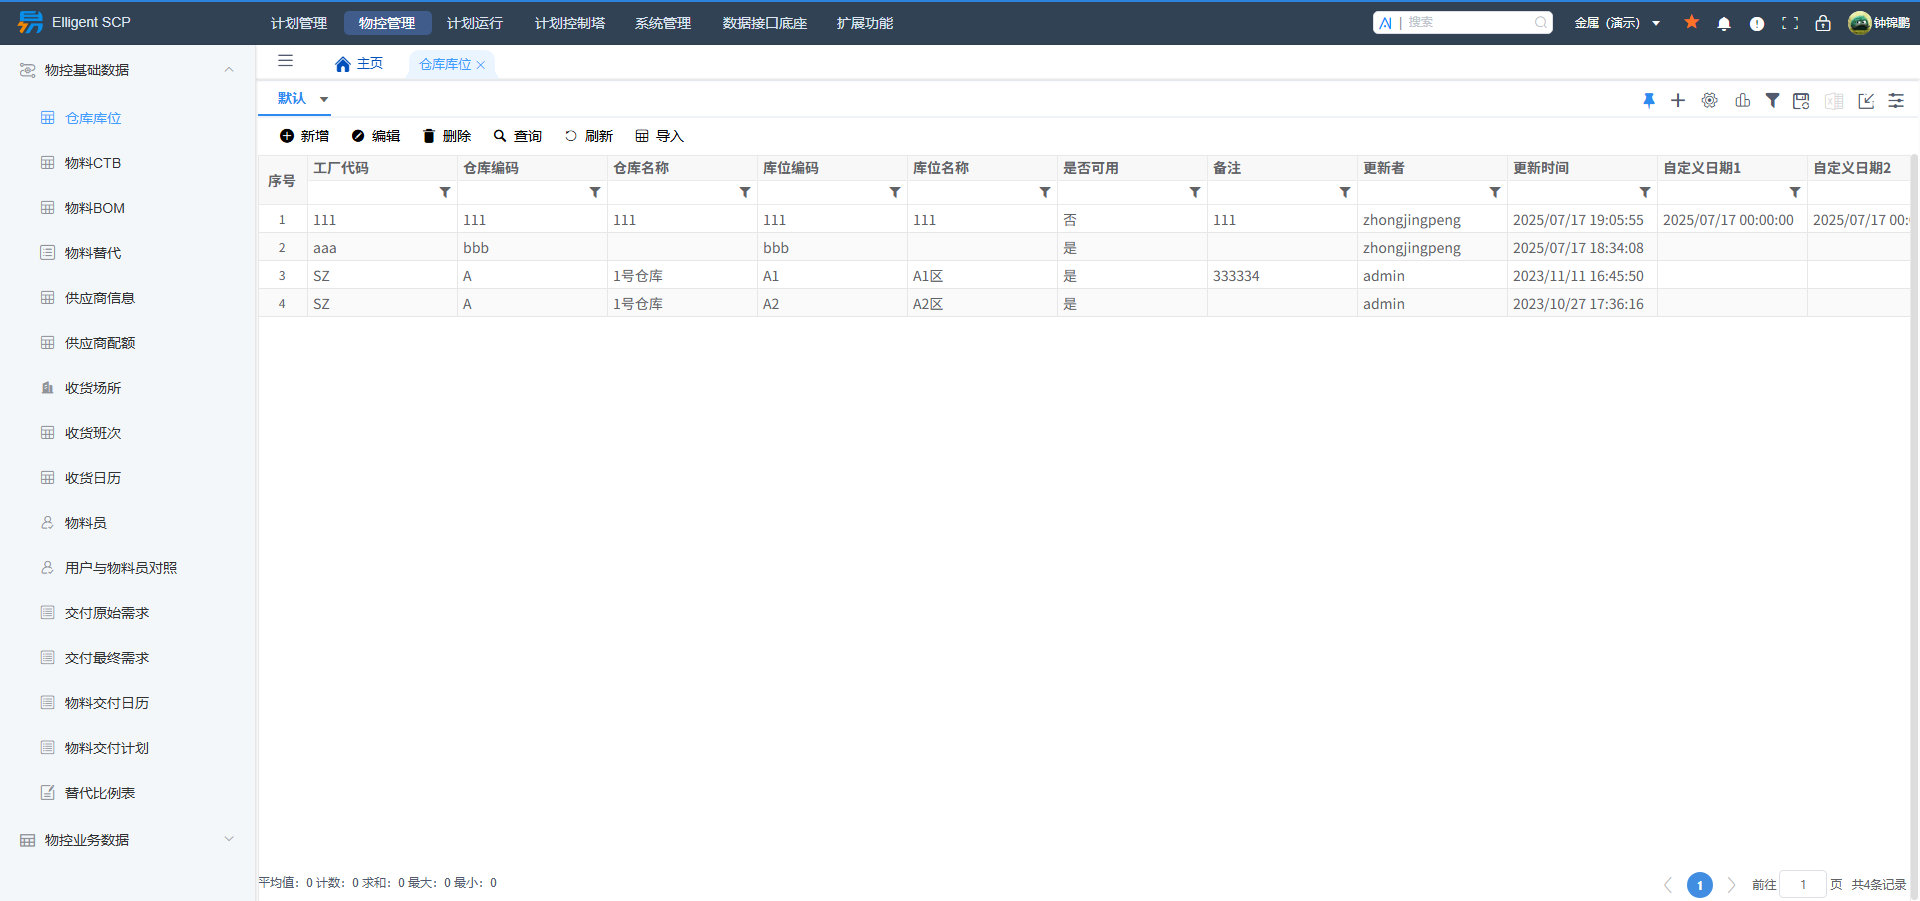 Elligent SCP 计划管理 物控管理 计划运行 计划控制塔 系统管理 数据接口底座 扩展功能 搜索 金属（演示） 钟锦鹏
物控基础数据
仓库库位
物料CTB
物料BOM
物料替代
供应商信息
供应商配额
收货场所
收货班次
收货日历
物料员
用户与物料员对照
交付原始需求
交付最终需求
物料交付日历
物料交付计划
替代比例表
物控业务数据
主页 仓库库位
默认
新增 编辑 删除 查询 刷新 导入
序号 工厂代码 仓库编码 仓库名称 库位编码 库位名称 是否可用 备注 更新者 更新时间 自定义日期1 自定义日期2
1 111 111 111 111 111 否 111 zhongjingpeng 2025/07/17 19:05:55 2025/07/17 00:00:00 2025/07/17 00:
2 aaa bbb bbb 是 zhongjingpeng 2025/07/17 18:34:08
3 SZ A 1号仓库 A1 A1区 是 333334 admin 2023/11/11 16:45:50
4 SZ A 1号仓库 A2 A2区 是 admin 2023/10/27 17:36:16
平均值：0 计数：0 求和：0 最大：0 最小：0
1 前往 1 页 共4条记录